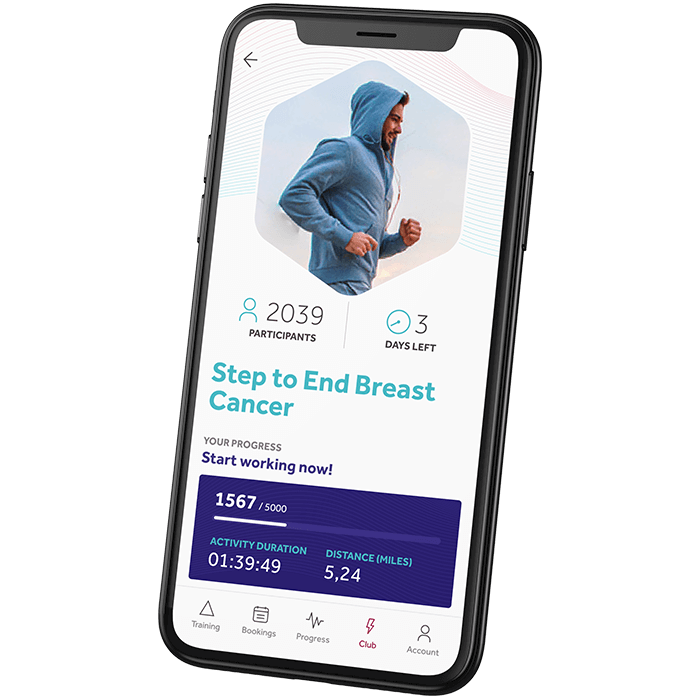 2039
PARTICIPANTS
3
DAYS LEFT
Step to End Breast
Cancer
YOUR PROGRESS
Start working now!
1567 / 5000
ACTIVITY DURATION
01:39:49
DISTANCE (MILES)
5,24
Training
Bookings
Progress
Club
Account